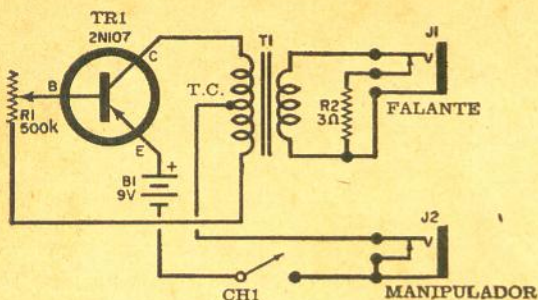 TR1
2N107
C
B
E
R1
500k
+
B1
9V
T.C.
T1
R2
3Ω
J1
FALANTE
J2
MANIPULADOR
CH1